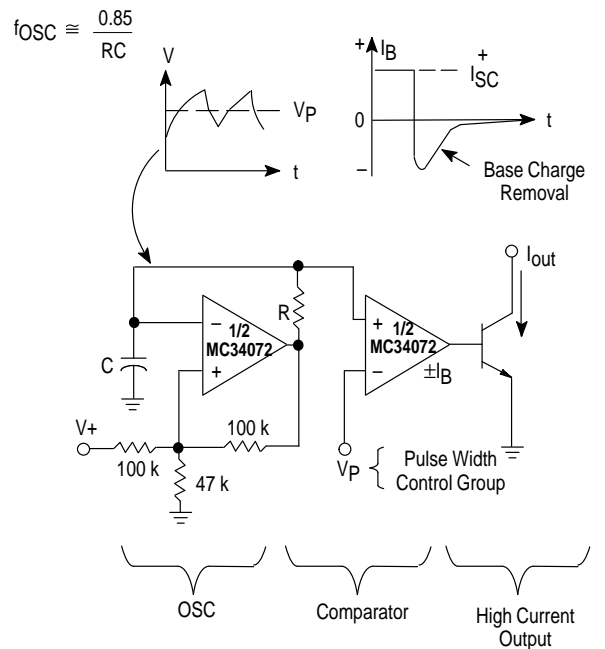 fOSC ≅ 0.85
RC
V
VP
t
+ IB
+
ISC
0
t
−
Base Charge
Removal
Iout
R
−
1/2
MC34072
+
C
+
1/2
MC34072
−
±IB
V+
100 k
100 k
47 k
VP { Pulse Width
Control Group
OSC
Comparator
High Current
Output